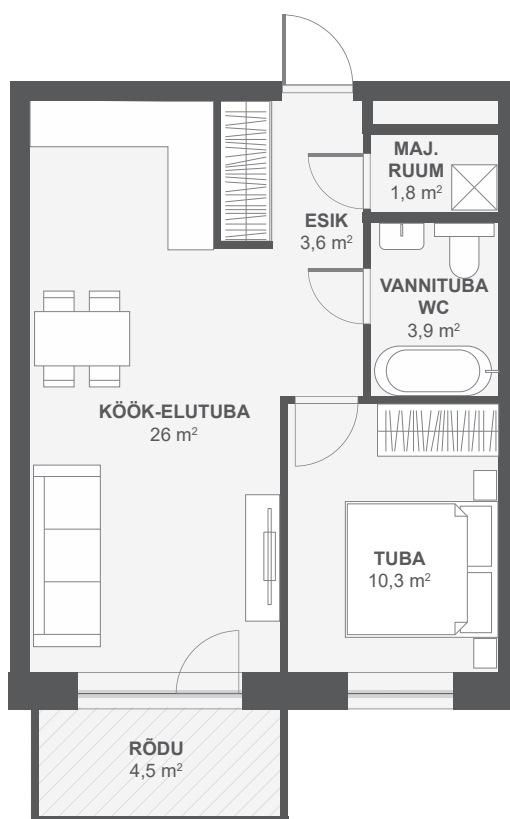 MAJ.
RUUM
1,8 m²
ESIK
3,6 m²
VANNITUBA
WC
3,9 m²
KÖÖK-ELUTUBA
26 m²
TUBA
10,3 m²
RÕDU
4,5 m²